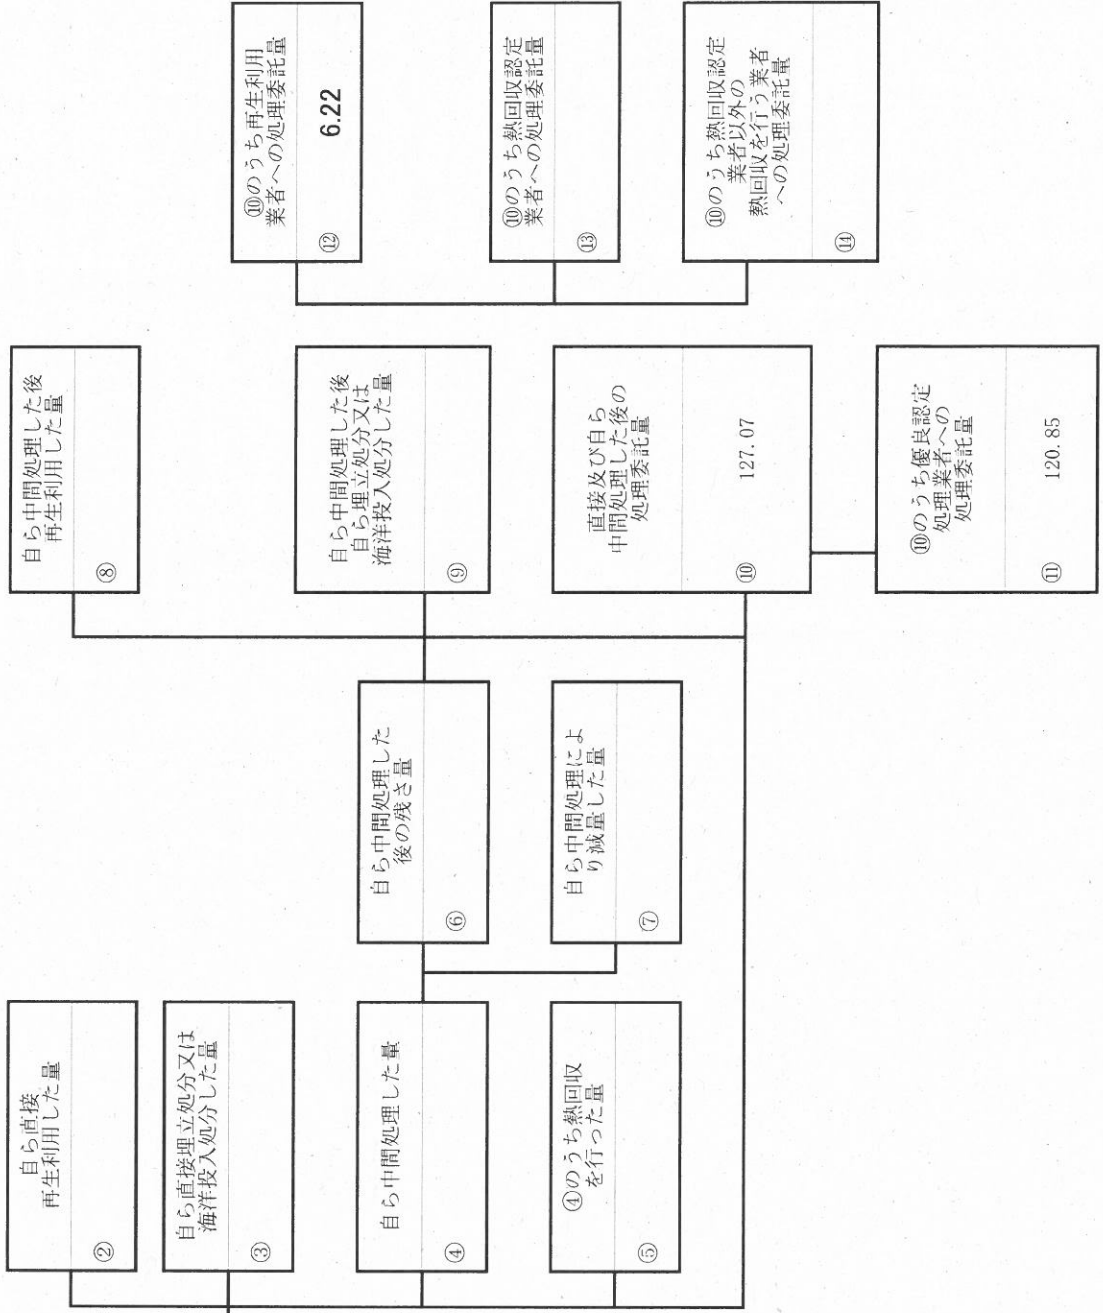 自ら直接
再生利用した量
②
自ら直接埋立処分又は
海洋投入処分した量
③
自ら中間処理した量
④
④のうち熱回収
を行った量
⑤
自ら中間処理した
後の残さ量
⑥
自ら中間処理によ
り減量した量
⑦
自ら中間処理した後
再生利用した量
⑧
自ら中間処理した後
自ら埋立処分又は
海洋投入処分した量
⑨
直接及び自ら
中間処理した後の
処理委託量
⑩ 127.07
⑩のうち優良認定
処理業者への
処理委託量
⑪ 120.85
⑩のうち再生利用
業者への処理委託量
⑫ 6.22
⑩のうち熱回収認定
業者への処理委託量
⑬
⑩のうち熱回収認定
業者以外の
熱回収を行う業者
への処理委託量
⑭